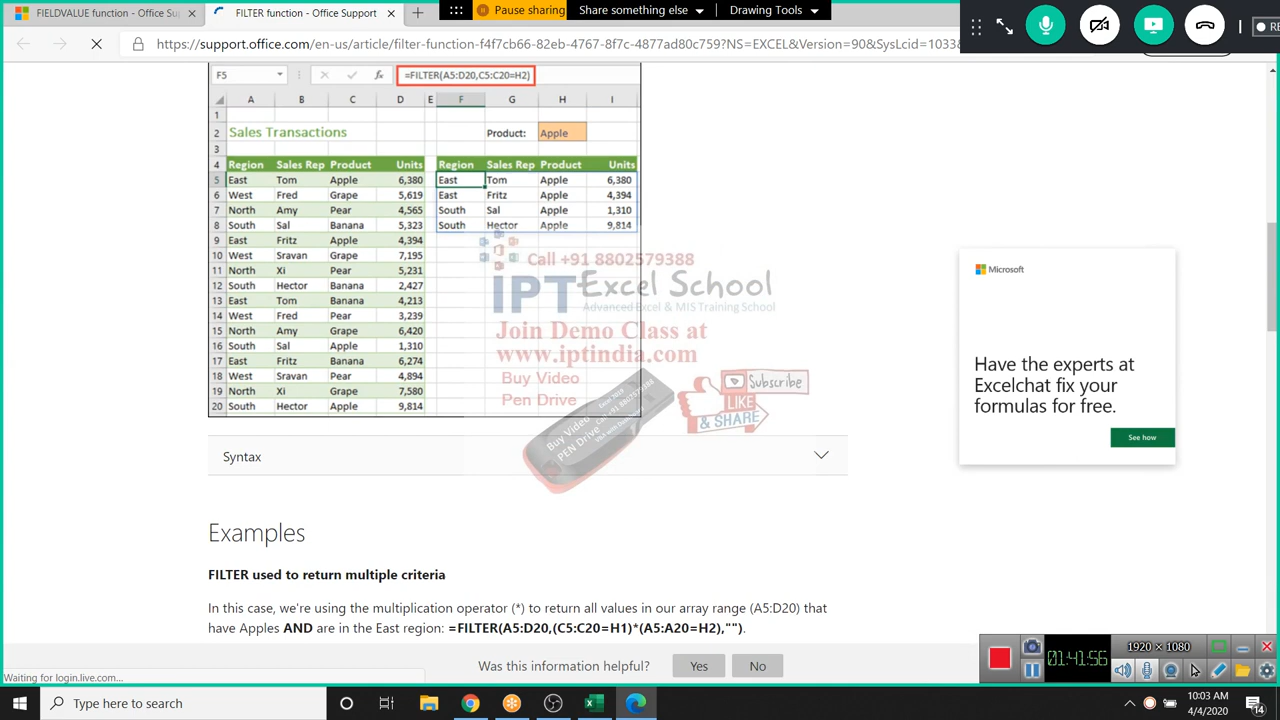 FIELDVALUE function - Office Sup
FILTER function - Office Support
Pause sharing
Share something else
Drawing Tools
RE
https://support.office.com/en-us/article/filter-function-f4f7cb66-82eb-4767-8f7c-4877ad80c759?NS=EXCEL&Version=90&SysLcid=1033&
F5 fx =FILTER(A5:D20,C5:C20=H2)
A B C D E F G H I
1
2 Sales Transactions Product: Apple
3
4 Region Sales Rep Product Units Region Sales Rep Product Units
5 East Tom Apple 6,380 East Tom Apple 6,380
6 West Fred Grape 5,619 East Fritz Apple 4,394
7 North Amy Pear 4,565 South Sal Apple 1,310
8 South Sal Banana 5,323 South Hector Apple 9,814
9 East Fritz Apple 4,394
10 West Sravan Grape 7,195
11 North Xi Pear 5,231
12 South Hector Banana 2,427
13 East Tom Banana 4,213
14 West Fred Pear 3,239
15 North Amy Grape 6,420
16 South Sal Apple 1,310
17 East Fritz Banana 6,274
18 West Sravan Pear 4,894
19 North Xi Grape 7,580
20 South Hector Apple 9,814
Call +91 8802579388
IPT Excel School
Advanced Excel & MIS Training School
Join Demo Class at
www.iptindia.com
Buy Video
Pen Drive
Buy Video
PEN Drive
Subscribe
LIKE
& SHARE
Microsoft
Have the experts at
Excelchat fix your
formulas for free.
See how
Syntax
Examples
FILTER used to return multiple criteria
In this case, we're using the multiplication operator (*) to return all values in our array range (A5:D20) that
have Apples AND are in the East region: =FILTER(A5:D20,(C5:C20=H1)*(A5:A20=H2),"").
Was this information helpful? Yes No
Waiting for login.live.com...
01:41:56
1920 × 1080
Type here to search
10:03 AM
4/4/2020
14